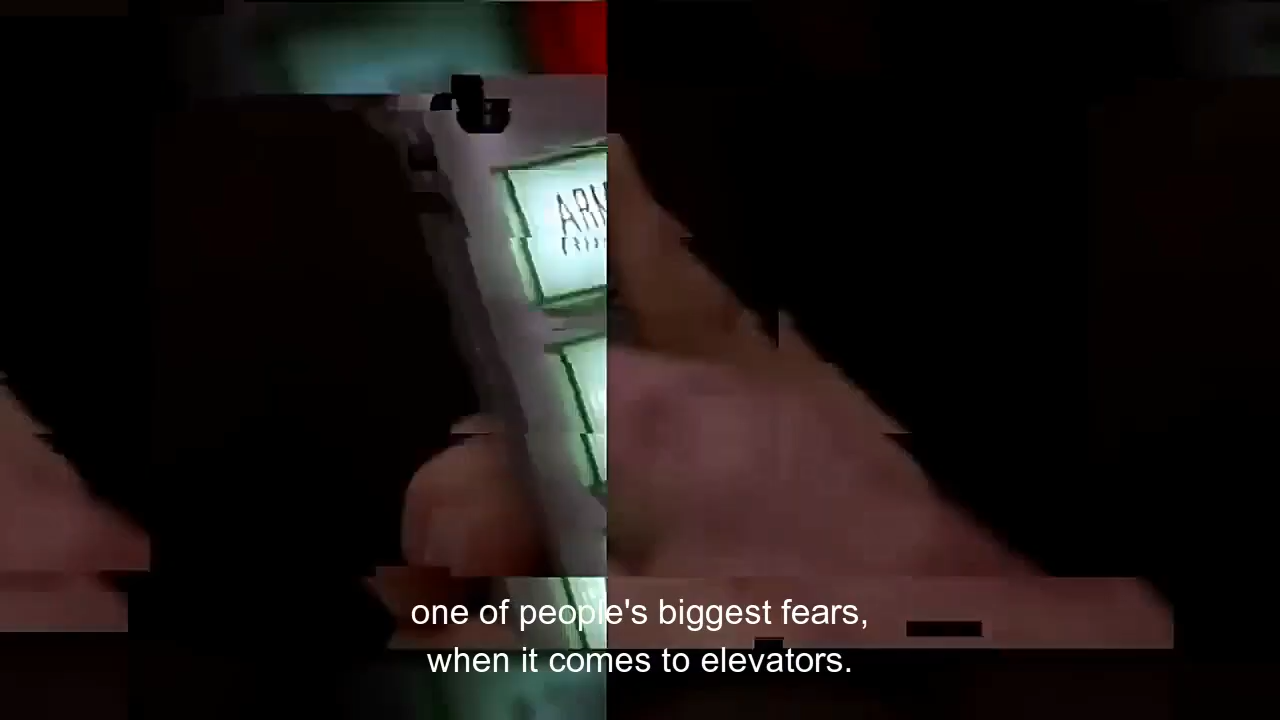 one of people's biggest fears,
when it comes to elevators.